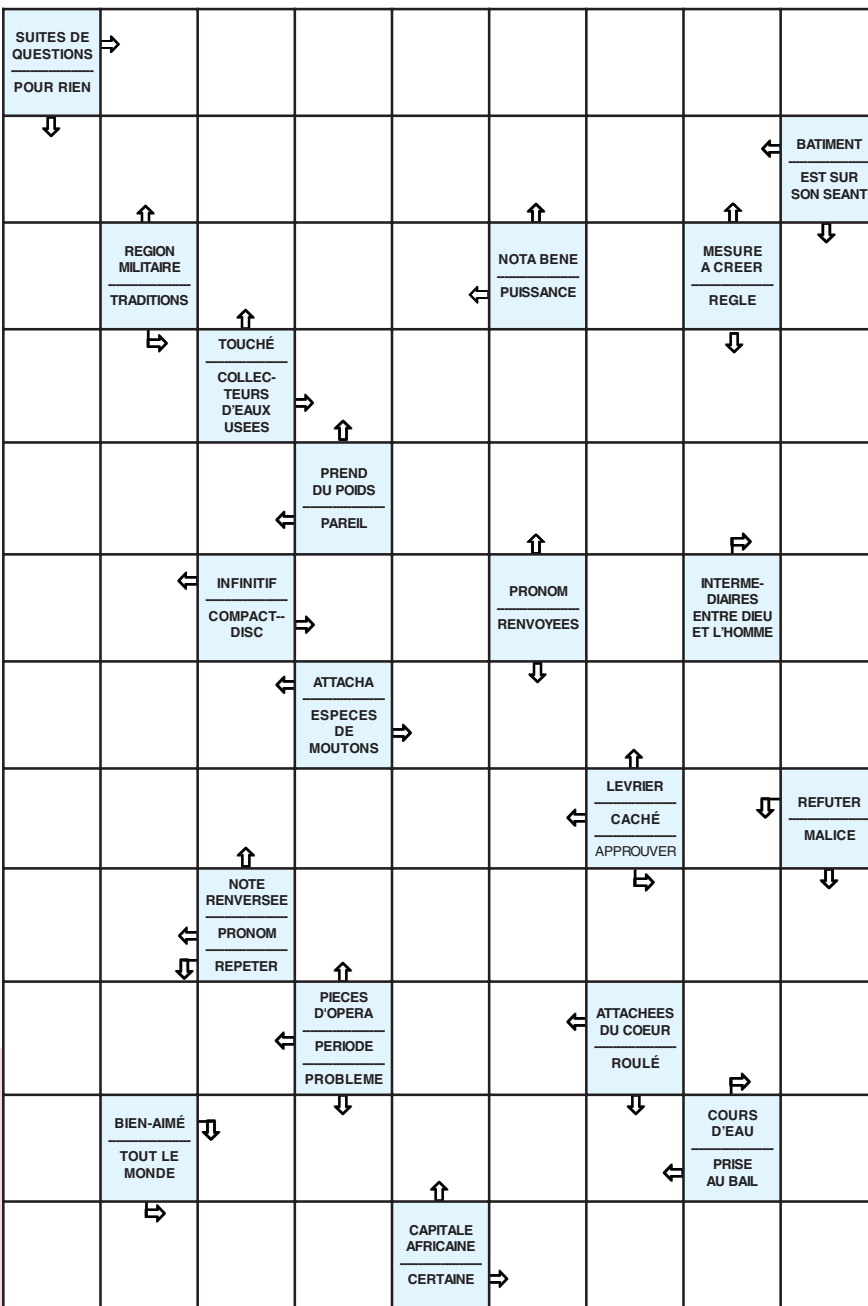 SUITES DE
QUESTIONS
POUR RIEN
BATIMENT
EST SUR
SON SEANT
REGION
MILITAIRE
TRADITIONS
NOTA BENE
PUISSANCE
MESURE
A CREER
REGLE
TOUCHÉ
COLLEC-
TEURS
D'EAUX
USEES
PREND
DU POIDS
PAREIL
INFINITIF
COMPACT--
DISC
PRONOM
RENVOYEES
INTERME-
DIAIRES
ENTRE DIEU
ET L'HOMME
ATTACHA
ESPECES
DE
MOUTONS
LEVRIER
CACHÉ
APPROUVER
REFUTER
MALICE
NOTE
RENVERSEE
PRONOM
REPETER
PIECES
D'OPERA
PERIODE
PROBLEME
ATTACHEES
DU COEUR
ROULÉ
BIEN-AIMÉ
TOUT LE
MONDE
COURS
D'EAU
PRISE
AU BAIL
CAPITALE
AFRICAINE
CERTAINE